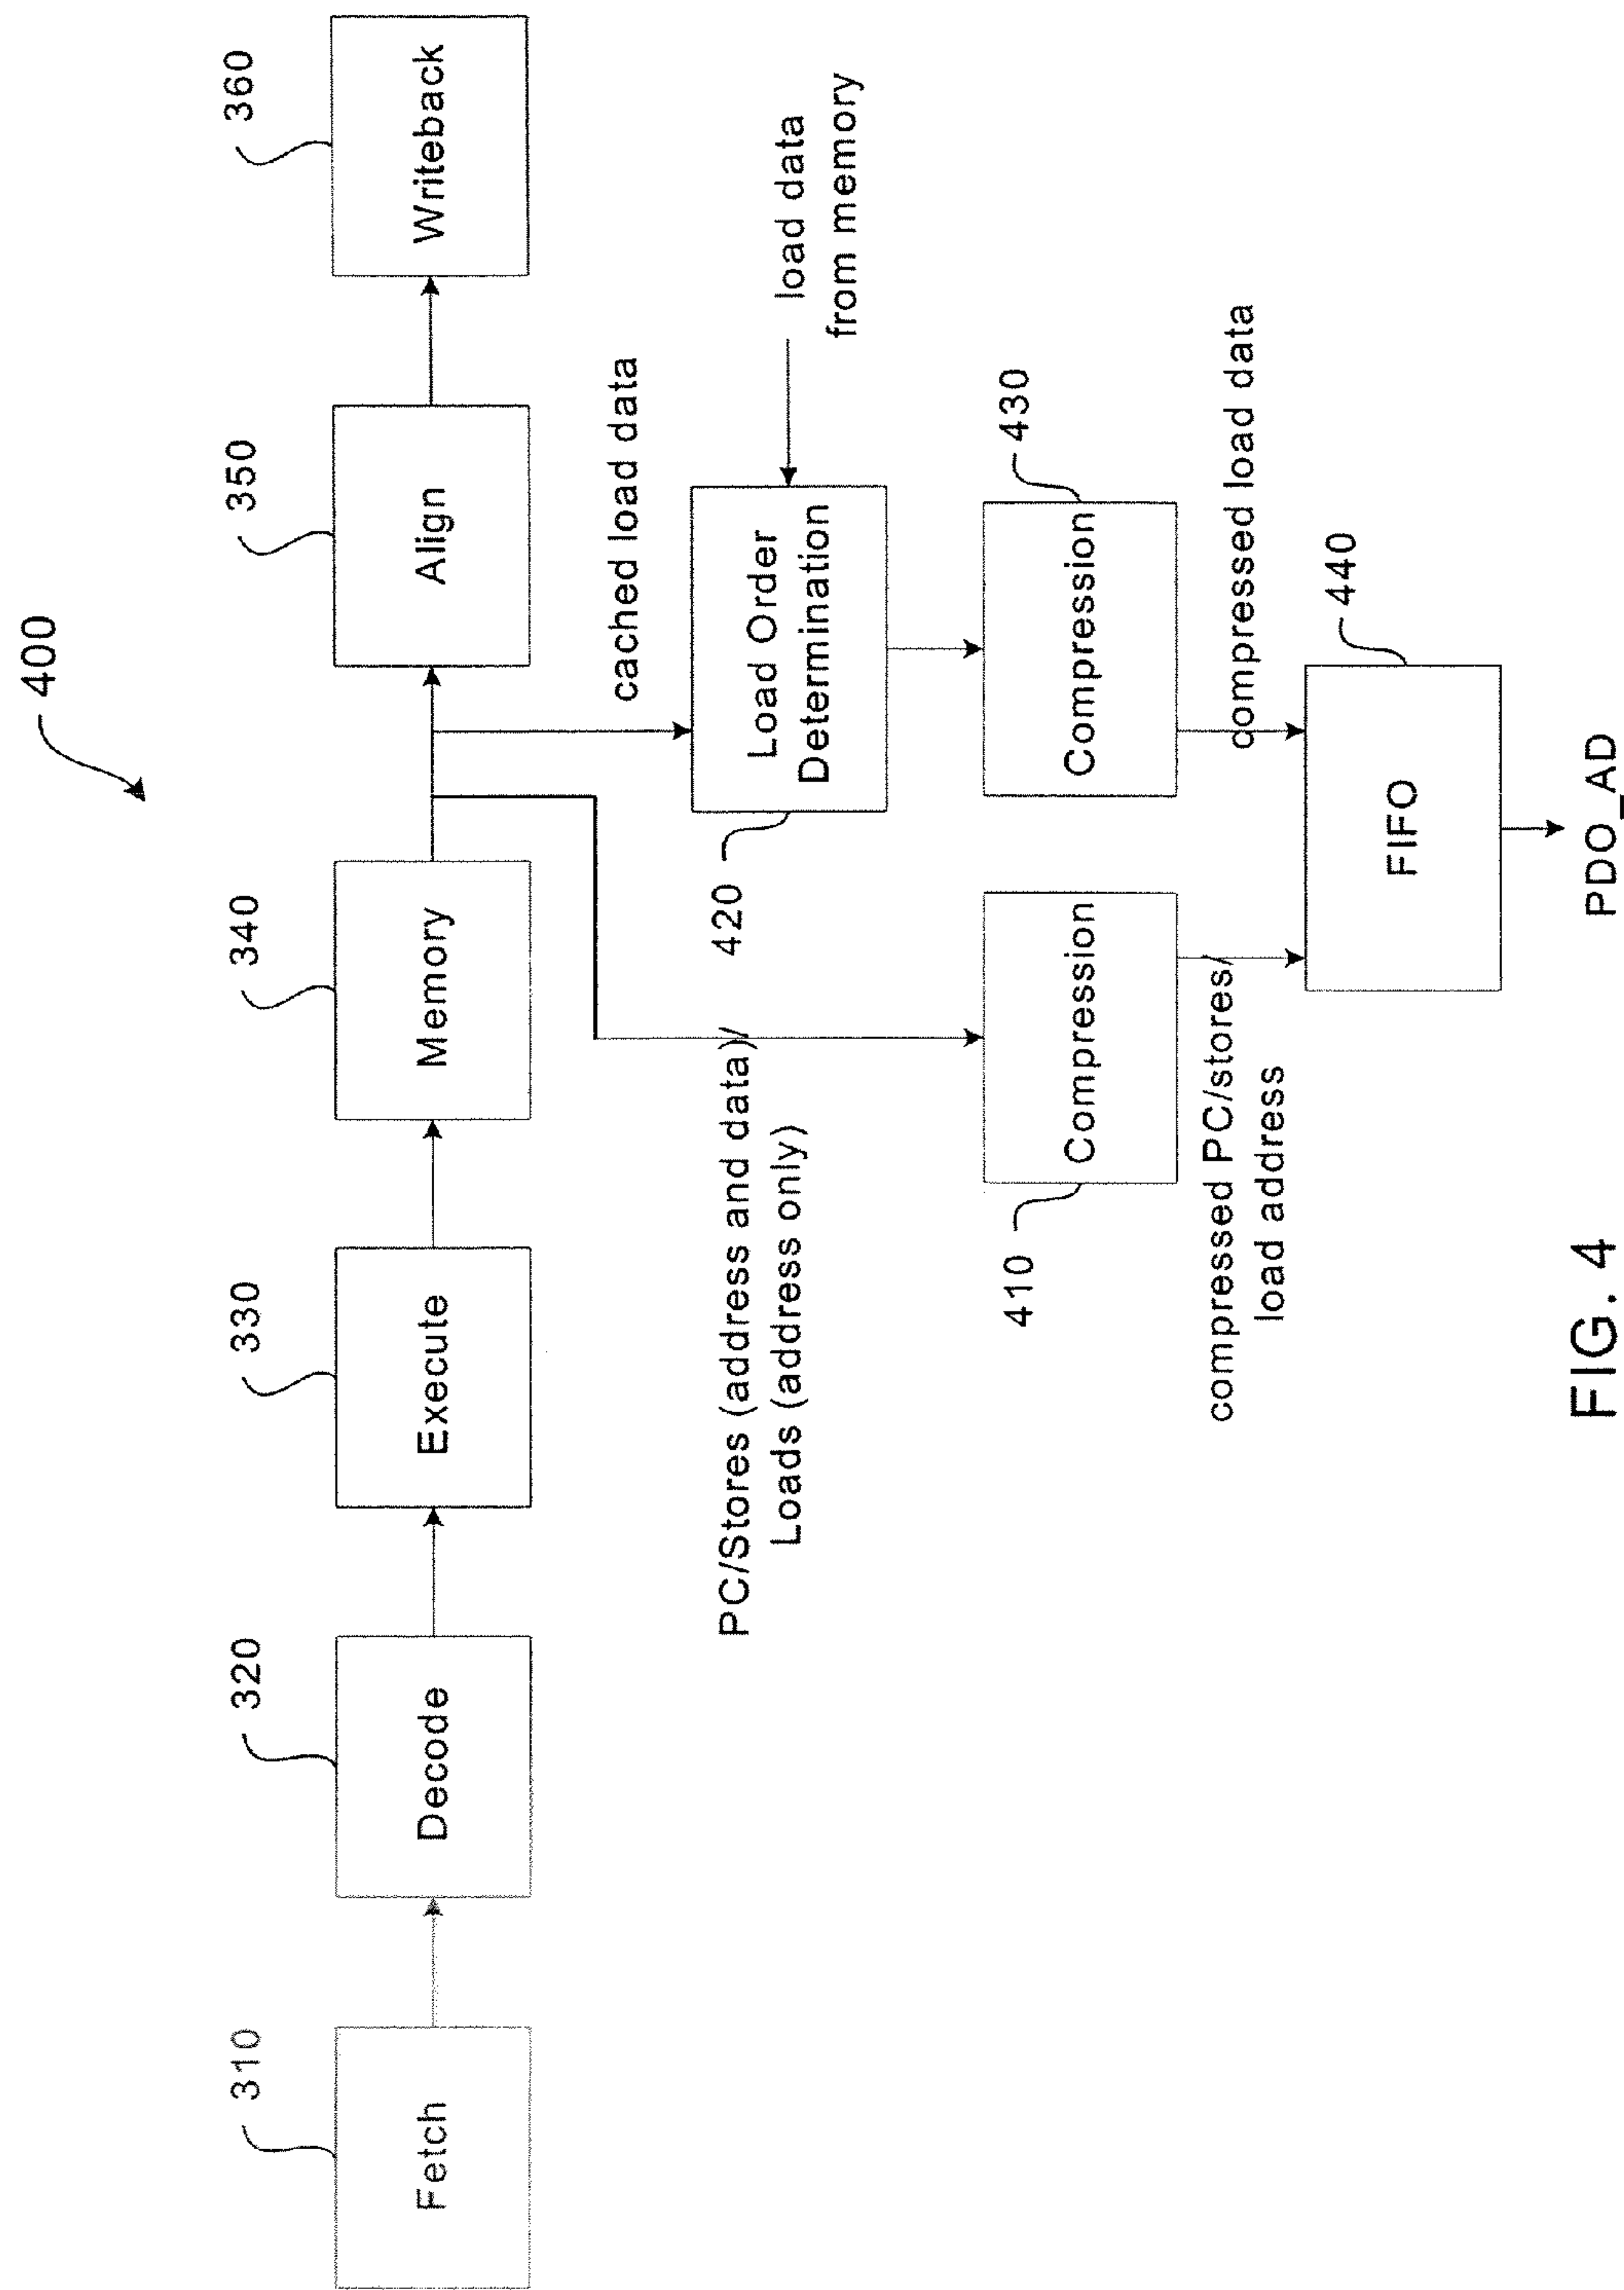 400
310
320
330
340
350
360
Fetch
Decode
Execute
Memory
Align
Writeback
cached load data
PC/Stores (address and data)/
Loads (address only)
load data
from memory
420
Load Order
Determination
410
430
Compression
Compression
compressed PC/stores/
load address
compressed load data
440
FIFO
PDO_AD
FIG. 4